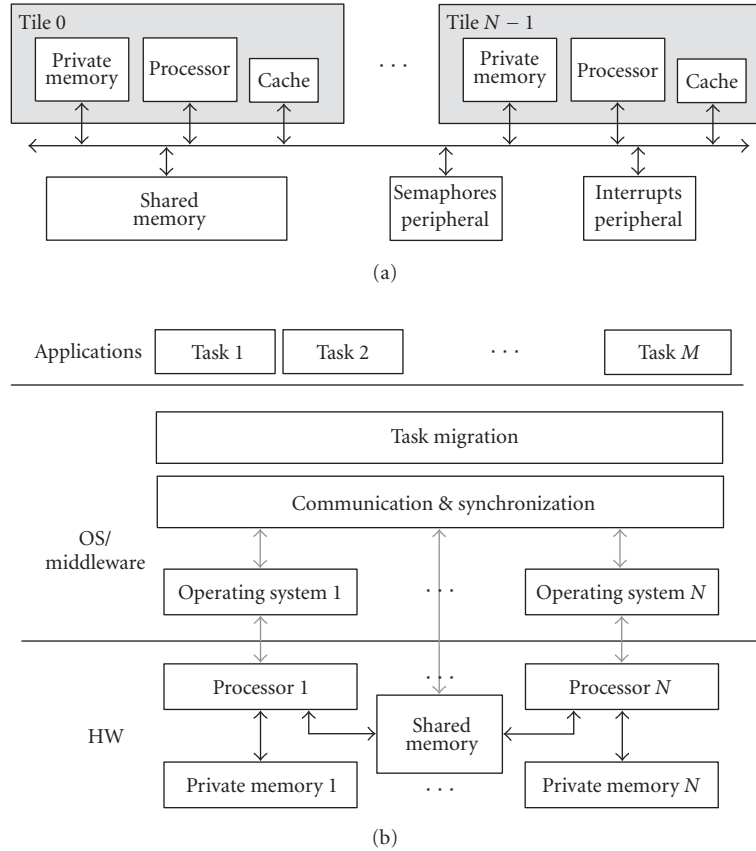 Tile 0
Tile N − 1
Private
memory
Processor
Cache
· · ·
Private
memory
Processor
Cache
Shared
memory
Semaphores
peripheral
Interrupts
peripheral
(a)
Applications
Task 1
Task 2
· · ·
Task M
Task migration
Communication & synchronization
OS/
middleware
Operating system 1
· · ·
Operating system N
Processor 1
· · ·
Processor N
HW
Shared
memory
Private memory 1
· · ·
Private memory N
(b)